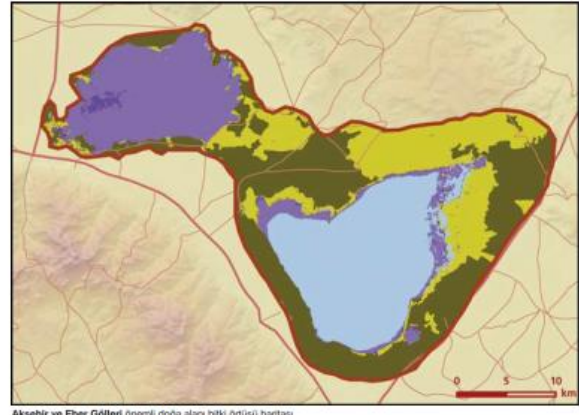 0 5 10
km
Akşehir ve Eber Gölleri önemli doğa alanı bitki örtüsü haritası